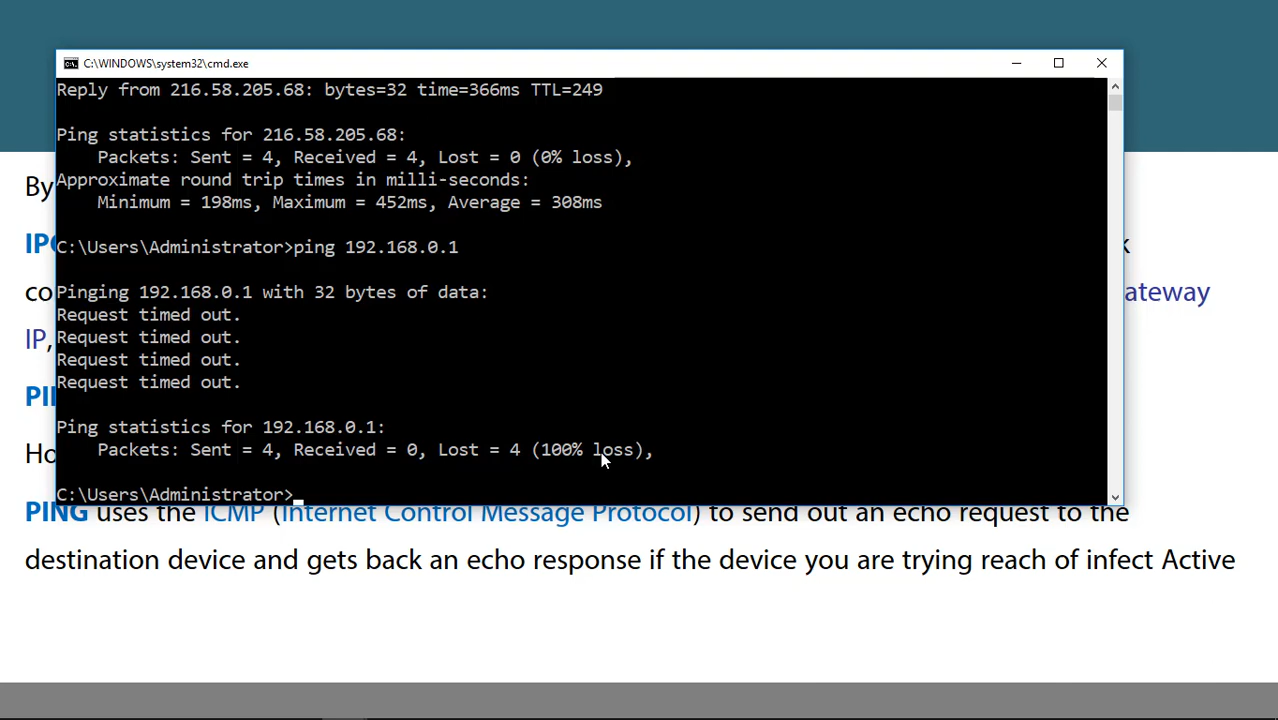 C:\WINDOWS\system32\cmd.exe
Reply from 216.58.205.68: bytes=32 time=366ms TTL=249
Ping statistics for 216.58.205.68:
Packets: Sent = 4, Received = 4, Lost = 0 (0% loss),
Approximate round trip times in milli-seconds:
Minimum = 198ms, Maximum = 452ms, Average = 308ms
C:\Users\Administrator>ping 192.168.0.1
Pinging 192.168.0.1 with 32 bytes of data:
Request timed out.
Request timed out.
Request timed out.
Request timed out.
Ping statistics for 192.168.0.1:
Packets: Sent = 4, Received = 0, Lost = 4 (100% loss),
C:\Users\Administrator>
By
IP,
PING uses the ICMP (Internet Control Message Protocol) to send out an echo request to the
destination device and gets back an echo response if the device you are trying reach of infect Active